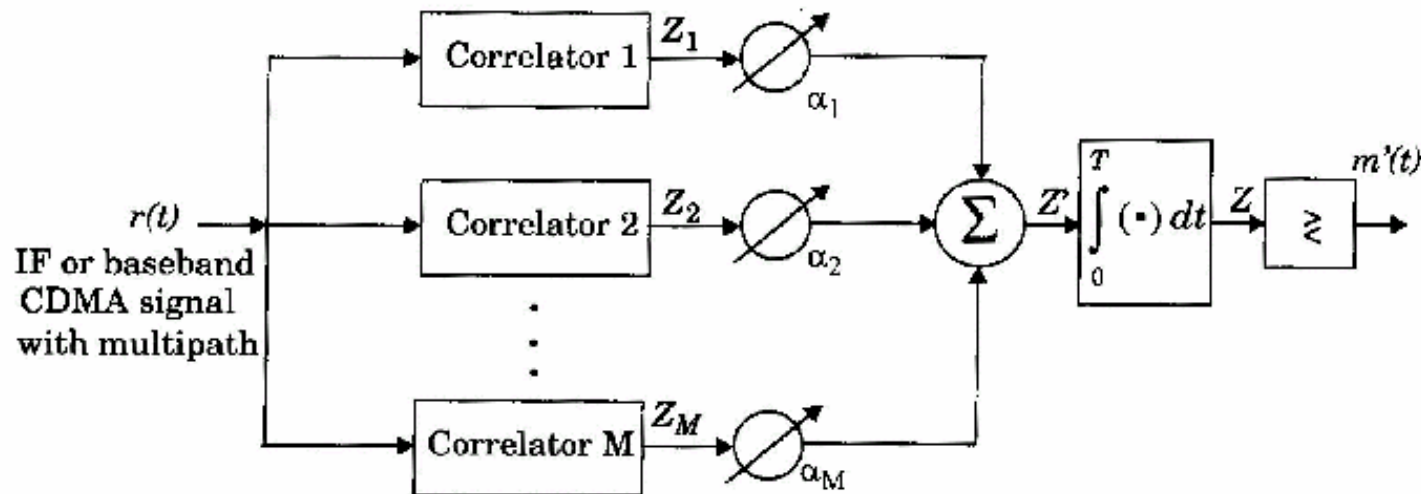 Correlator 1
Z1
α1
r(t)
IF or baseband
CDMA signal
with multipath
Correlator 2
Z2
α2
Σ
Z'
T
∫ (•) dt
0
Z
≷
m'(t)
Correlator M
ZM
αM